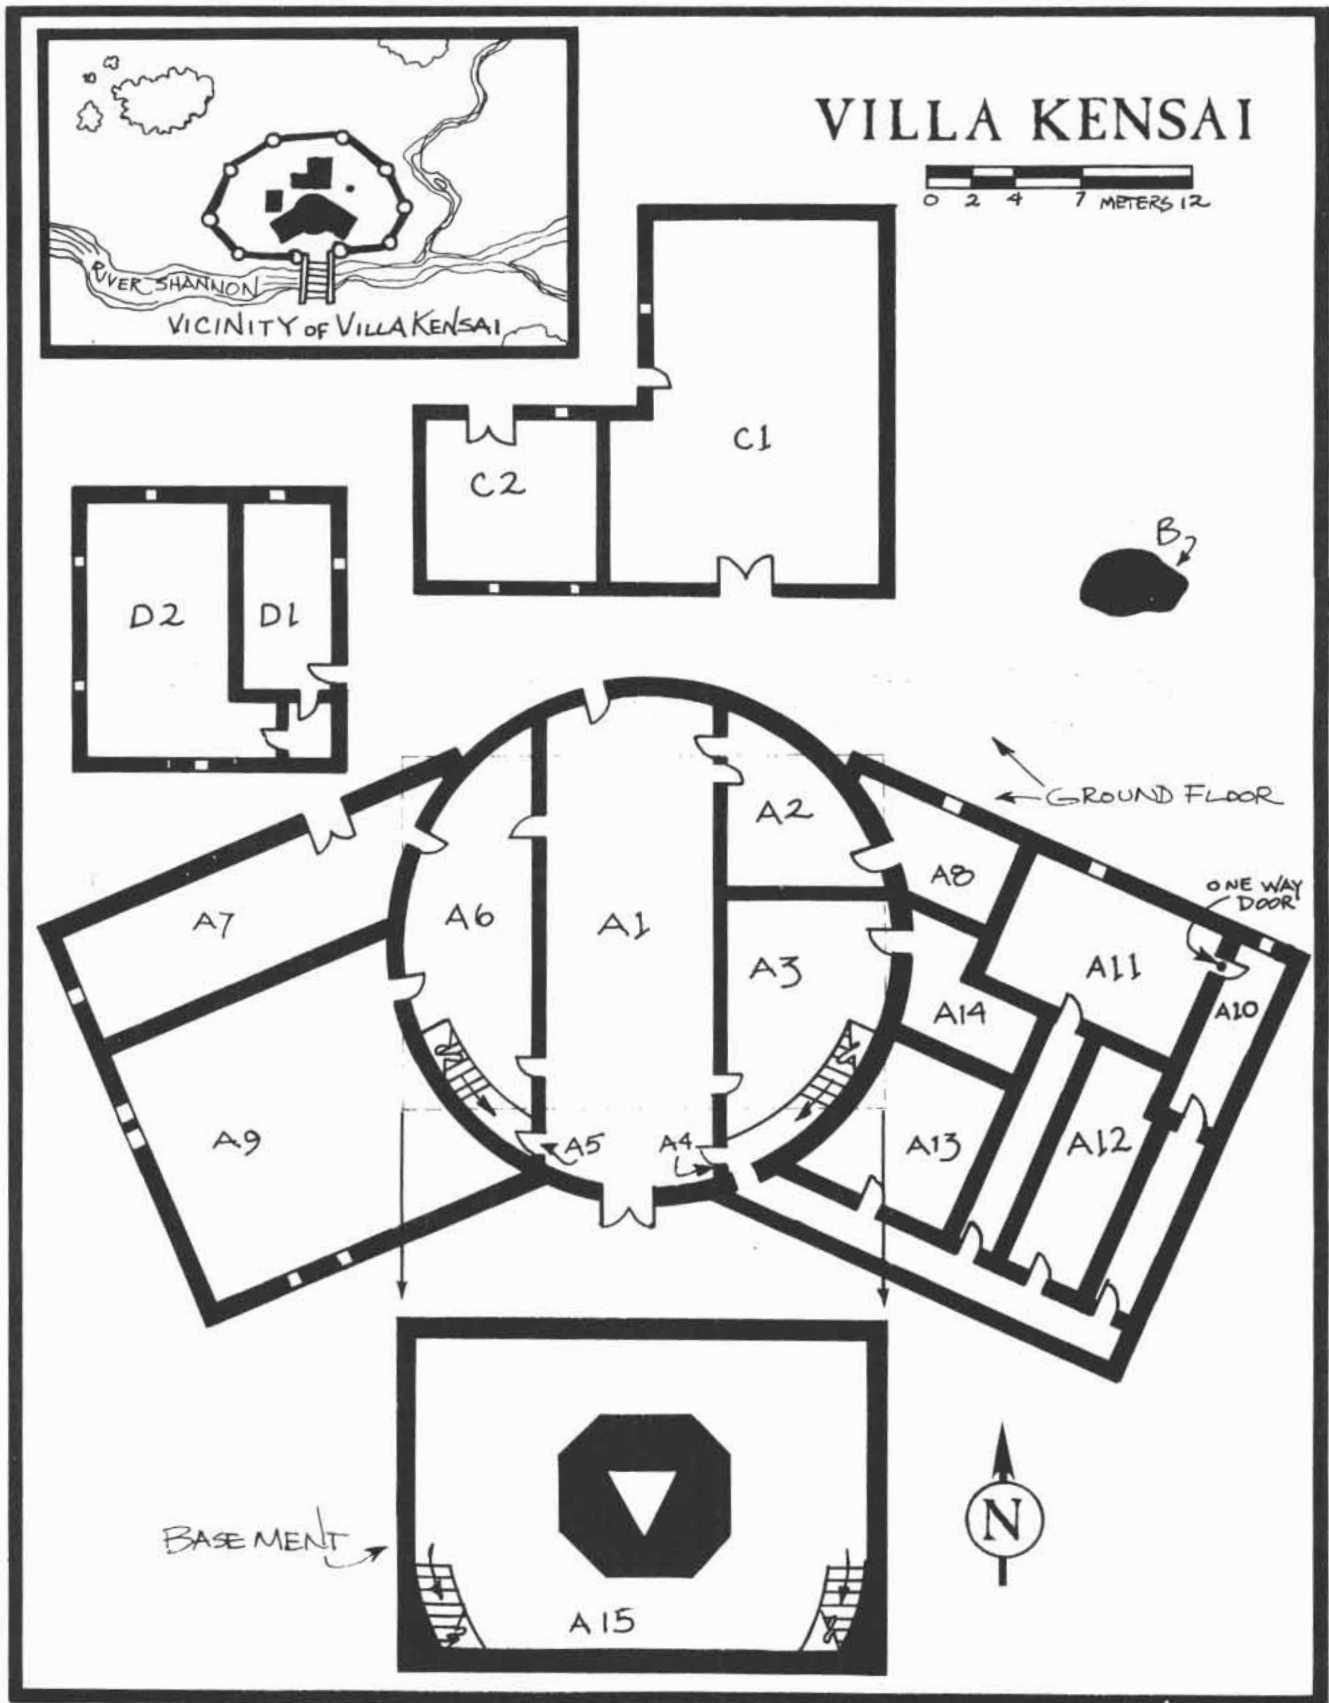 VILLA KENSAI
0 2 4 7 METERS 12
RIVER SHANNON
VICINITY OF VILLA KENSAI
C1
C2
B
D2
D1
GROUND FLOOR
A2
A8
ONE WAY
DOOR
A7
A6
A1
A3
A11
A10
A14
A9
A5
A4
A13
A12
BASEMENT
N
A15